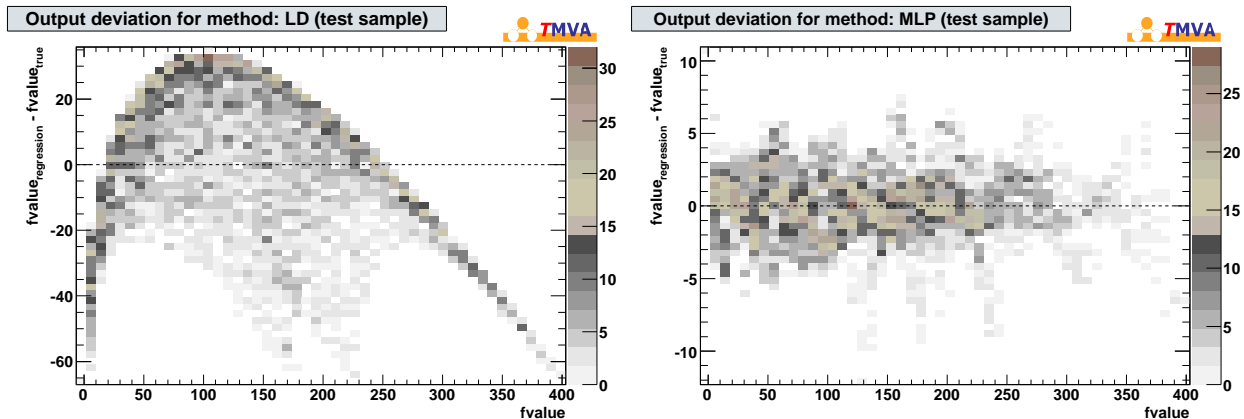 Output deviation for method: LD (test sample)
TMVA
fvalue_regression - fvalue_true
20
0
-20
-40
-60
0 50 100 150 200 250 300 350 400
fvalue
30
25
20
15
10
5
0
Output deviation for method: MLP (test sample)
TMVA
fvalue_regression - fvalue_true
10
5
0
-5
-10
0 50 100 150 200 250 300 350 400
fvalue
25
20
15
10
5
0